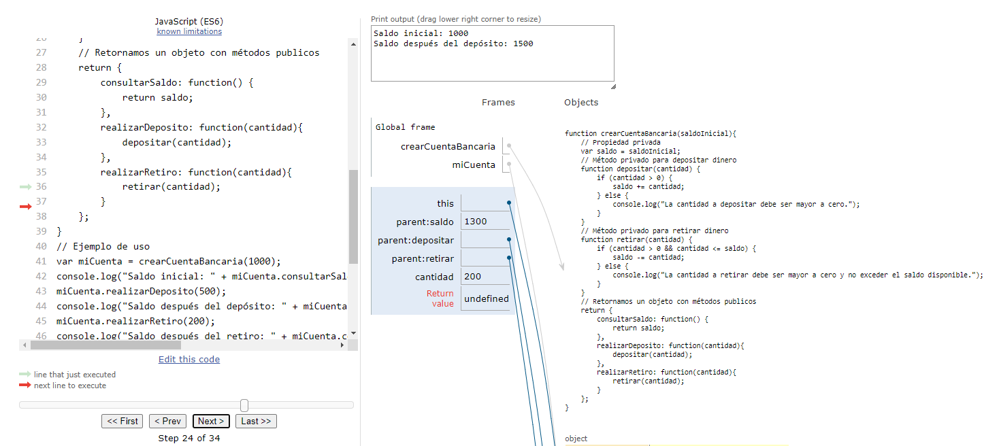 JavaScript (ES6)
known limitations
26 }
27 // Retornamos un objeto con métodos publicos
28 return {
29 consultarSaldo: function() {
30 return saldo;
31 },
32 realizarDeposito: function(cantidad){
33 depositar(cantidad);
34 },
35 realizarRetiro: function(cantidad){
36 retirar(cantidad);
37 }
38 };
39 }
40 // Ejemplo de uso
41 var miCuenta = crearCuentaBancaria(1000);
42 console.log("Saldo inicial: " + miCuenta.consultarSal
43 miCuenta.realizarDeposito(500);
44 console.log("Saldo después del depósito: " + miCuenta
45 miCuenta.realizarRetiro(200);
46 console.log("Saldo después del retiro: " + miCuenta.c
Edit this code
line that just executed
next line to execute
<< First < Prev Next > Last >>
Step 24 of 34
Print output (drag lower right corner to resize)
Saldo inicial: 1000
Saldo después del depósito: 1500
Frames Objects
Global frame
crearCuentaBancaria
miCuenta
this
parent:saldo 1300
parent:depositar
parent:retirar
cantidad 200
Return
value undefined
function crearCuentaBancaria(saldoInicial){
// Propiedad privada
var saldo = saldoInicial;
// Método privado para depositar dinero
function depositar(cantidad) {
if (cantidad > 0) {
saldo += cantidad;
} else {
console.log("La cantidad a depositar debe ser mayor a cero.");
}
}
// Método privado para retirar dinero
function retirar(cantidad) {
if (cantidad > 0 && cantidad <= saldo) {
saldo -= cantidad;
} else {
console.log("La cantidad a retirar debe ser mayor a cero y no exceder el saldo disponible.");
}
}
// Retornamos un objeto con métodos publicos
return {
consultarSaldo: function() {
return saldo;
},
realizarDeposito: function(cantidad){
depositar(cantidad);
},
realizarRetiro: function(cantidad){
retirar(cantidad);
}
};
}
object